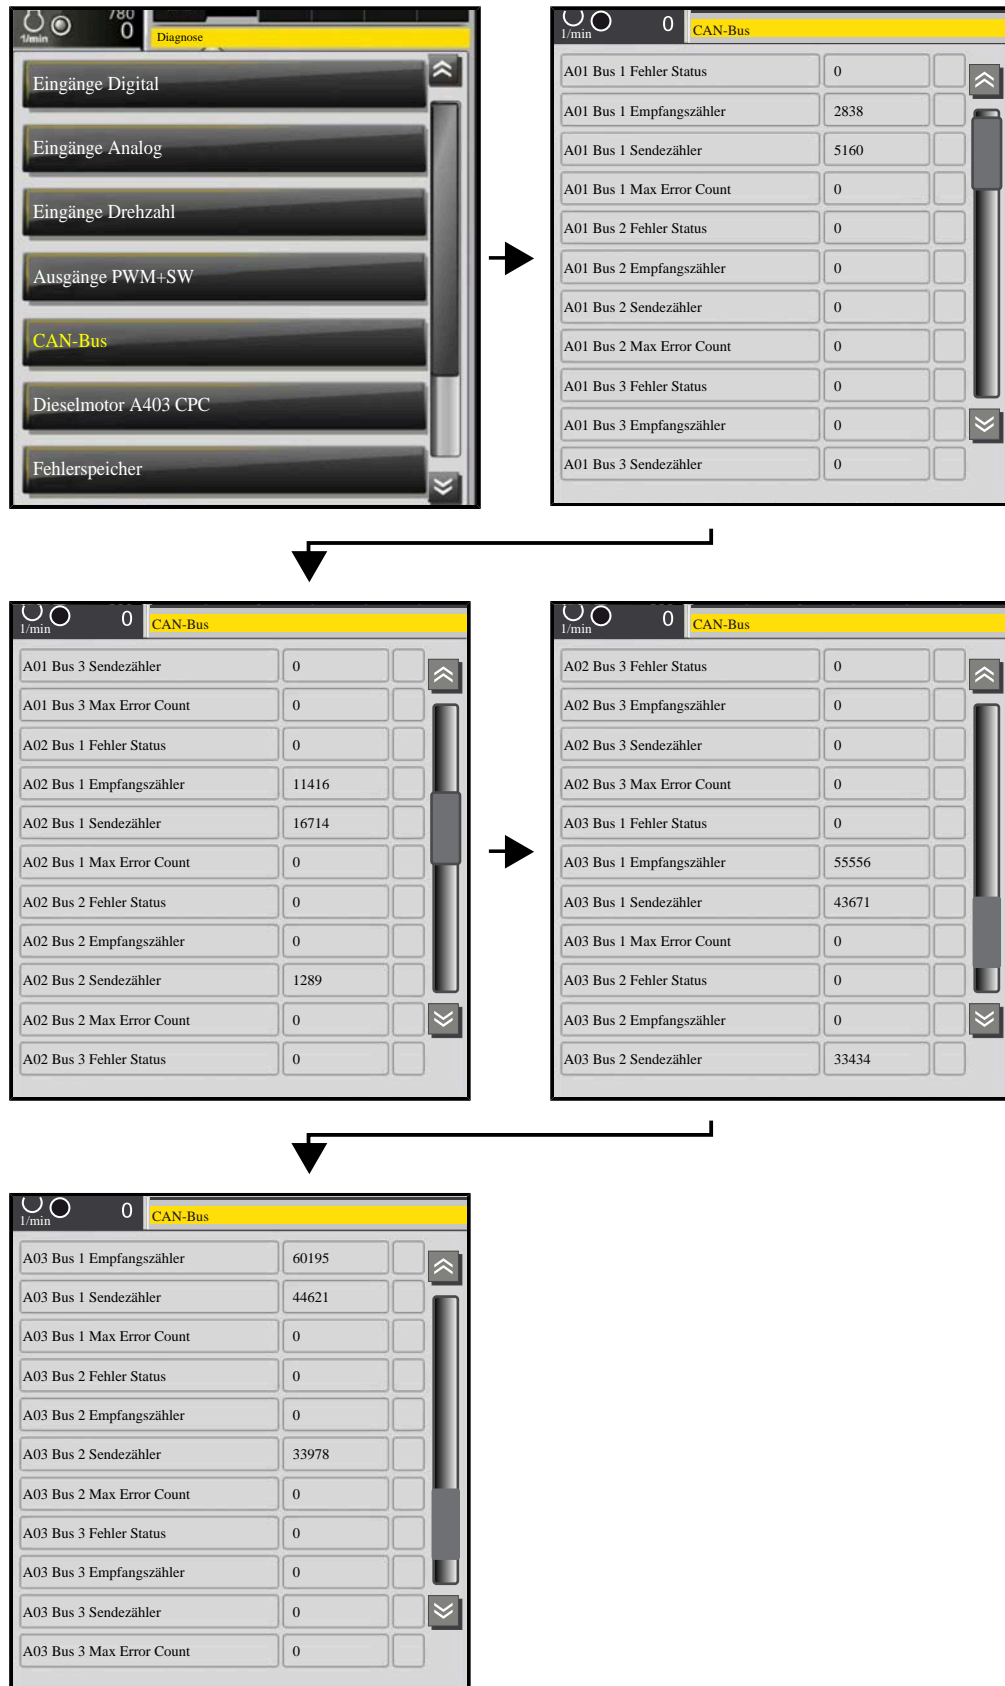 780
1/min 0 Diagnose
Eingänge Digital
Eingänge Analog
Eingänge Drehzahl
Ausgänge PWM+SW
CAN-Bus
Dieselmotor A403 CPC
Fehlerspeicher
1/min 0 CAN-Bus
A01 Bus 1 Fehler Status 0
A01 Bus 1 Empfangszähler 2838
A01 Bus 1 Sendezähler 5160
A01 Bus 1 Max Error Count 0
A01 Bus 2 Fehler Status 0
A01 Bus 2 Empfangszähler 0
A01 Bus 2 Sendezähler 0
A01 Bus 2 Max Error Count 0
A01 Bus 3 Fehler Status 0
A01 Bus 3 Empfangszähler 0
A01 Bus 3 Sendezähler 0
1/min 0 CAN-Bus
A01 Bus 3 Sendezähler 0
A01 Bus 3 Max Error Count 0
A02 Bus 1 Fehler Status 0
A02 Bus 1 Empfangszähler 11416
A02 Bus 1 Sendezähler 16714
A02 Bus 1 Max Error Count 0
A02 Bus 2 Fehler Status 0
A02 Bus 2 Empfangszähler 0
A02 Bus 2 Sendezähler 1289
A02 Bus 2 Max Error Count 0
A02 Bus 3 Fehler Status 0
1/min 0 CAN-Bus
A02 Bus 3 Fehler Status 0
A02 Bus 3 Empfangszähler 0
A02 Bus 3 Sendezähler 0
A02 Bus 3 Max Error Count 0
A03 Bus 1 Fehler Status 0
A03 Bus 1 Empfangszähler 55556
A03 Bus 1 Sendezähler 43671
A03 Bus 1 Max Error Count 0
A03 Bus 2 Fehler Status 0
A03 Bus 2 Empfangszähler 0
A03 Bus 2 Sendezähler 33434
1/min 0 CAN-Bus
A03 Bus 1 Empfangszähler 60195
A03 Bus 1 Sendezähler 44621
A03 Bus 1 Max Error Count 0
A03 Bus 2 Fehler Status 0
A03 Bus 2 Empfangszähler 0
A03 Bus 2 Sendezähler 33978
A03 Bus 2 Max Error Count 0
A03 Bus 3 Fehler Status 0
A03 Bus 3 Empfangszähler 0
A03 Bus 3 Sendezähler 0
A03 Bus 3 Max Error Count 0